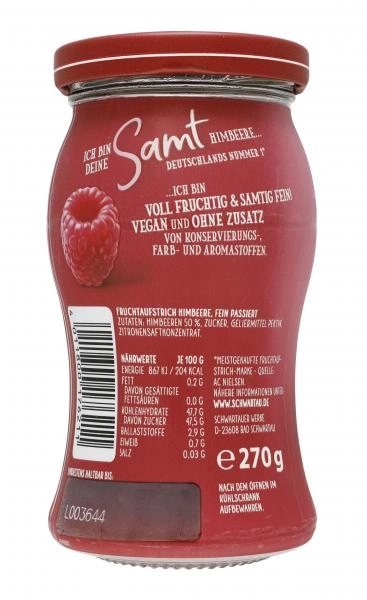 ICH BIN DEINE Samt HIMBEERE...
DEUTSCHLANDS NUMMER 1*
...ICH BIN
VOLL FRUCHTIG & SAMTIG FEIN!
VEGAN UND OHNE ZUSATZ
VON KONSERVIERUNGS-,
FARB- UND AROMASTOFFEN.
FRUCHTAUFSTRICH HIMBEERE, FEIN PASSIERT
ZUTATEN: HIMBEEREN 50 %, ZUCKER, GELIERMITTEL PEKTIN,
ZITRONENSAFTKONZENTRAT.
NÄHRWERTE JE 100 G
ENERGIE 867 KJ / 204 KCAL
FETT 0,2 G
DAVON GESÄTTIGTE
FETTSÄUREN 0,0 G
KOHLENHYDRATE 47,7 G
DAVON ZUCKER 47,5 G
BALLASTSTOFFE 2,9 G
EIWEIß 0,7 G
SALZ 0,03 G
*MEISTGEKAUFTE FRUCHTAUF-
STRICH-MARKE - QUELLE:
AC NIELSEN.
NÄHERE INFORMATIONEN UNTER
WWW.SCHWARTAU.DE
SCHWARTAUER WERKE
D-23608 BAD SCHWARTAU
e 270 g
NACH DEM ÖFFNEN IM
KÜHLSCHRANK
AUFBEWAHREN.
HALTBAR BIS:
L003644